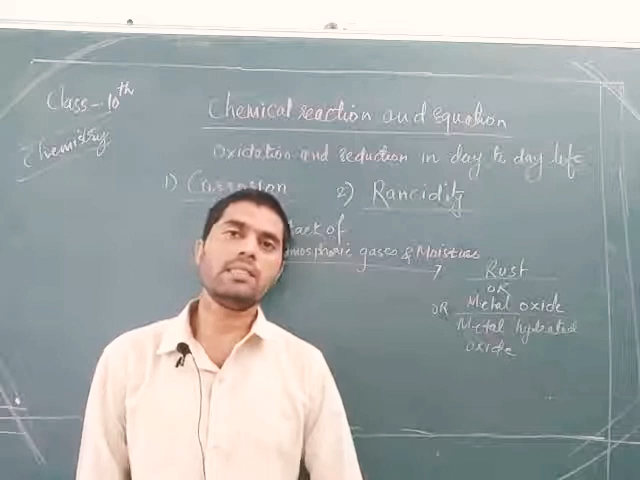 Class - 10th
Chemistry
Chemical reaction and Equation
Oxidation and reduction in day to day life
1) Corrosion 2) Rancidity
of
gases & Moisture
Rust
OR
OR Metal oxide
Metal hydrated
oxide